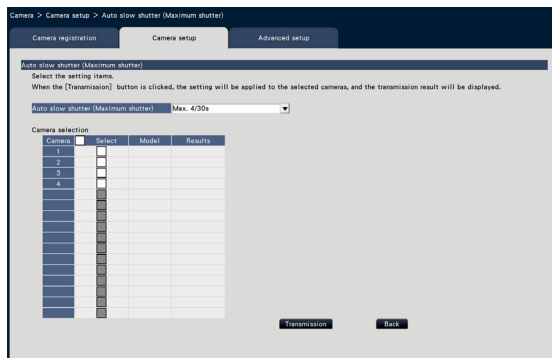 Camera > Camera setup > Auto slow shutter (Maximum shutter)
Camera registration Camera setup Advanced setup
Auto slow shutter (Maximum shutter)
Select the setting items.
When the [Transmission] button is clicked, the setting will be applied to the selected cameras, and the transmission result will be displayed.
Auto slow shutter (Maximum shutter) Max. 4/30s
Camera selection
Camera Select Model Results
1
2
3
4
Transmission Back